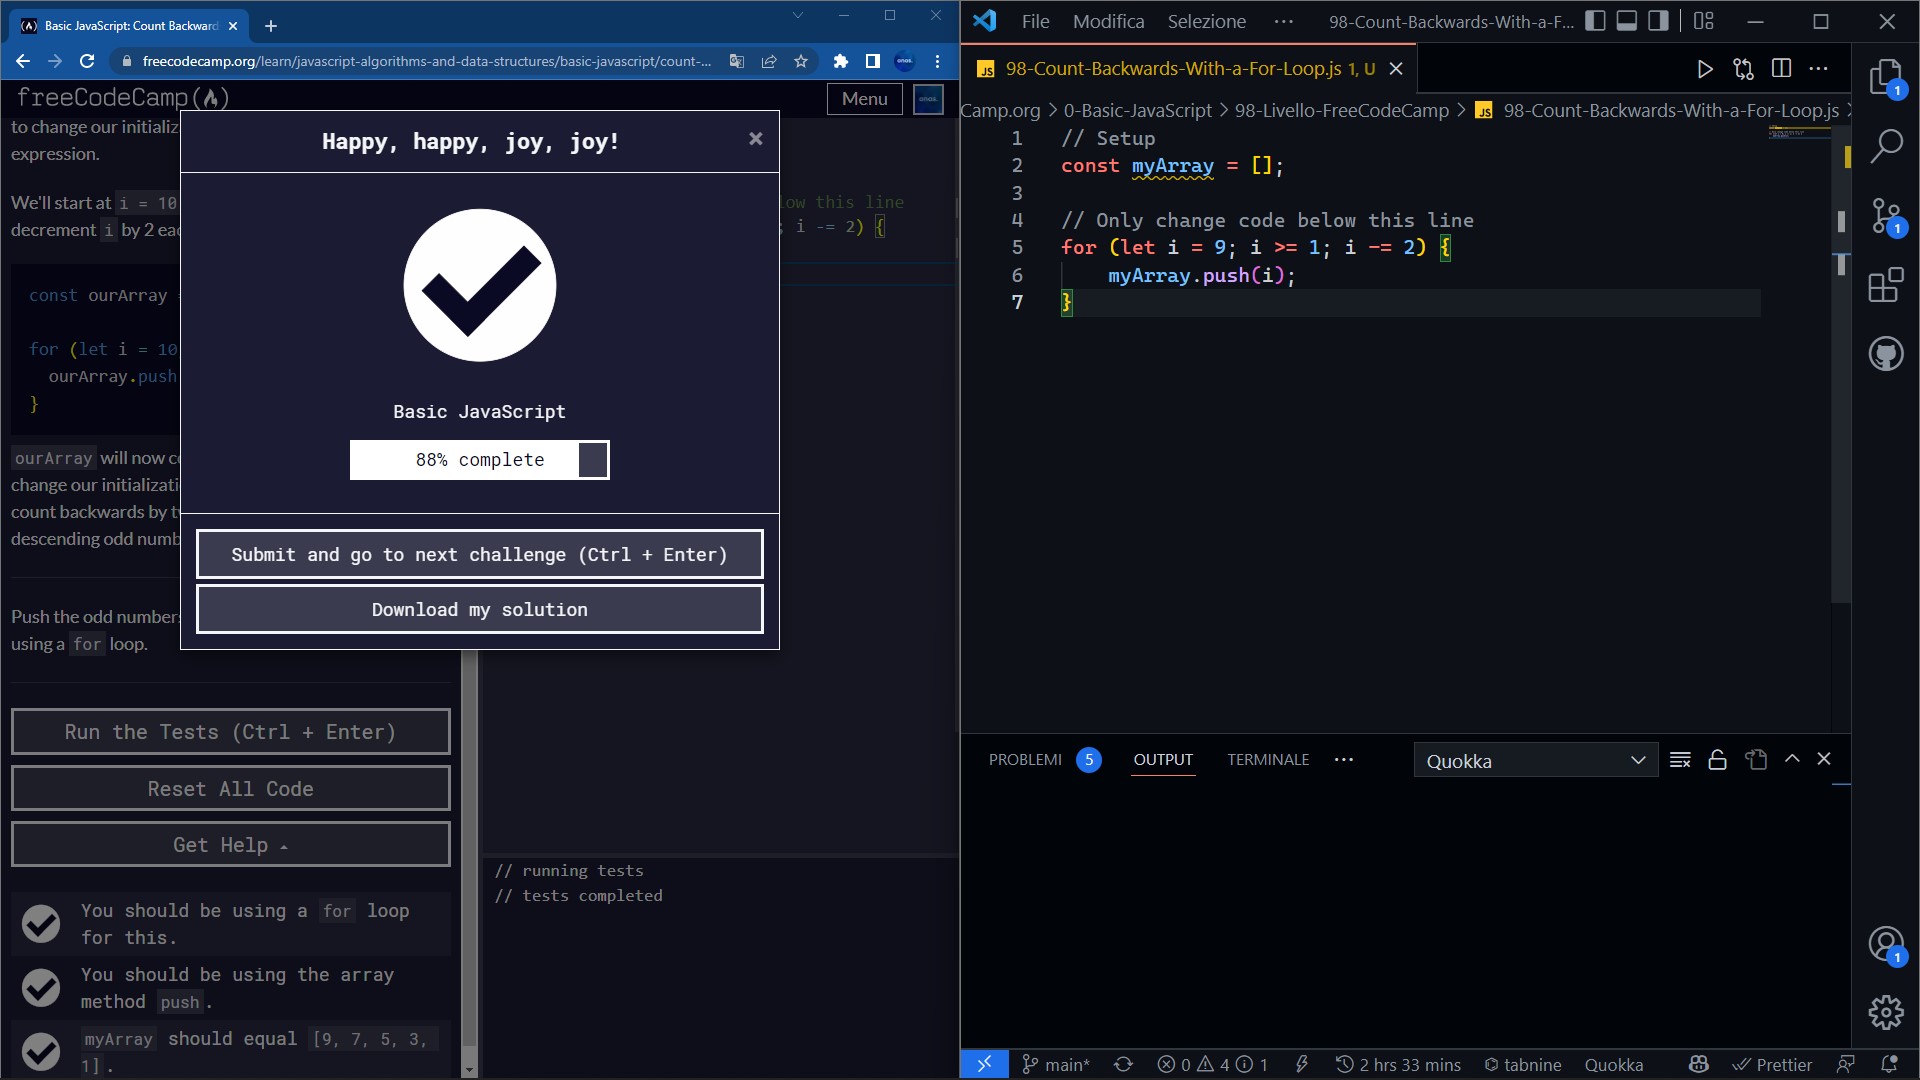 Basic JavaScript: Count Backward
freecodecamp.org/learn/javascript-algorithms-and-data-structures/basic-javascript/count-...
freeCodeCamp
Menu
to change our initializ
expression.
We'll start at i = 10
decrement i by 2 eac
const ourArray
for (let i = 10
ourArray.push
}
ourArray will now c
change our initializati
count backwards by t
descending odd numb
Push the odd number
using a for loop.
Run the Tests (Ctrl + Enter)
Reset All Code
Get Help
You should be using a for loop
for this.
You should be using the array
method push.
myArray should equal [9, 7, 5, 3,
1].
Happy, happy, joy, joy!
×
Basic JavaScript
88% complete
Submit and go to next challenge (Ctrl + Enter)
Download my solution
low this line
; i -= 2) {
// running tests
// tests completed
File Modifica Selezione ··· 98-Count-Backwards-With-a-F...
JS 98-Count-Backwards-With-a-For-Loop.js 1, U
Camp.org > 0-Basic-JavaScript > 98-Livello-FreeCodeCamp > JS 98-Count-Backwards-With-a-For-Loop.js >
1 // Setup
2 const myArray = [];
3
4 // Only change code below this line
5 for (let i = 9; i >= 1; i -= 2) {
6 myArray.push(i);
7 }
1
1
PROBLEMI 5 OUTPUT TERMINALE ··· Quokka
1
main* 0 4 1 2 hrs 33 mins tabnine Quokka Prettier